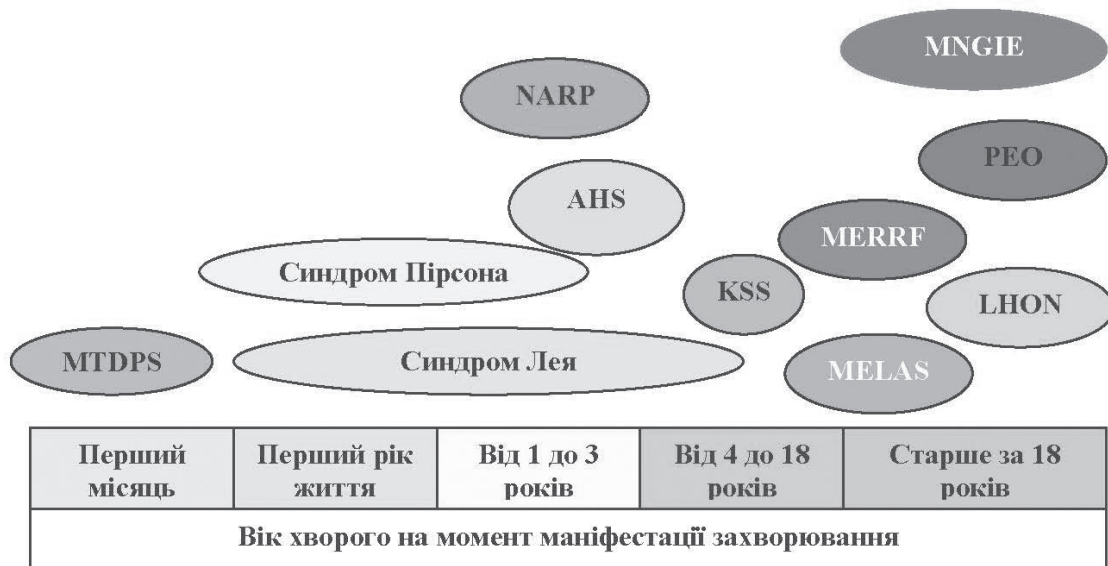 MNGIE
NARP
PEO
AHS
MERRF
Синдром Пірсона
KSS
LHON
MTDPS
Синдром Лея
MELAS
Перший місяць
Перший рік життя
Від 1 до 3 років
Від 4 до 18 років
Старше за 18 років
Вік хворого на момент маніфестації захворювання